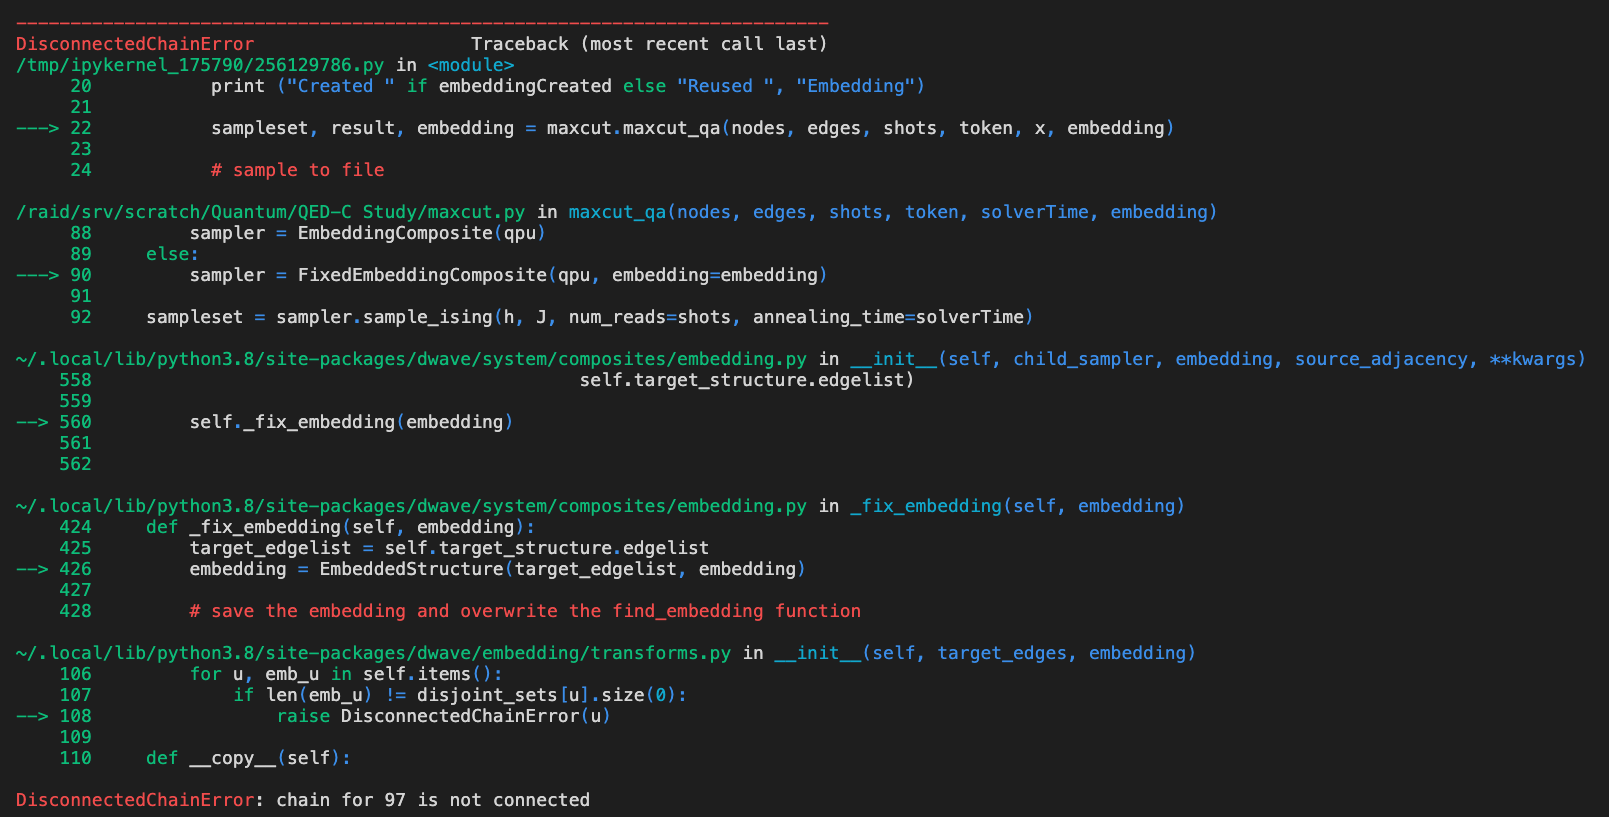 ---------------------------------------------------------------------------
DisconnectedChainError                    Traceback (most recent call last)
/tmp/ipykernel_175790/256129786.py in <module>
     20           print ("Created " if embeddingCreated else "Reused ", "Embedding")
     21
---> 22           sampleset, result, embedding = maxcut.maxcut_qa(nodes, edges, shots, token, x, embedding)
     23
     24           # sample to file

/raid/srv/scratch/Quantum/QED-C Study/maxcut.py in maxcut_qa(nodes, edges, shots, token, solverTime, embedding)
     88         sampler = EmbeddingComposite(qpu)
     89     else:
---> 90         sampler = FixedEmbeddingComposite(qpu, embedding=embedding)
     91
     92     sampleset = sampler.sample_ising(h, J, num_reads=shots, annealing_time=solverTime)

~/.local/lib/python3.8/site-packages/dwave/system/composites/embedding.py in __init__(self, child_sampler, embedding, source_adjacency, **kwargs)
    558                                             self.target_structure.edgelist)
    559
--> 560         self._fix_embedding(embedding)
    561
    562

~/.local/lib/python3.8/site-packages/dwave/system/composites/embedding.py in _fix_embedding(self, embedding)
    424     def _fix_embedding(self, embedding):
    425         target_edgelist = self.target_structure.edgelist
--> 426         embedding = EmbeddedStructure(target_edgelist, embedding)
    427
    428         # save the embedding and overwrite the find_embedding function

~/.local/lib/python3.8/site-packages/dwave/embedding/transforms.py in __init__(self, target_edges, embedding)
    106         for u, emb_u in self.items():
    107             if len(emb_u) != disjoint_sets[u].size(0):
--> 108                 raise DisconnectedChainError(u)
    109
    110     def __copy__(self):

DisconnectedChainError: chain for 97 is not connected